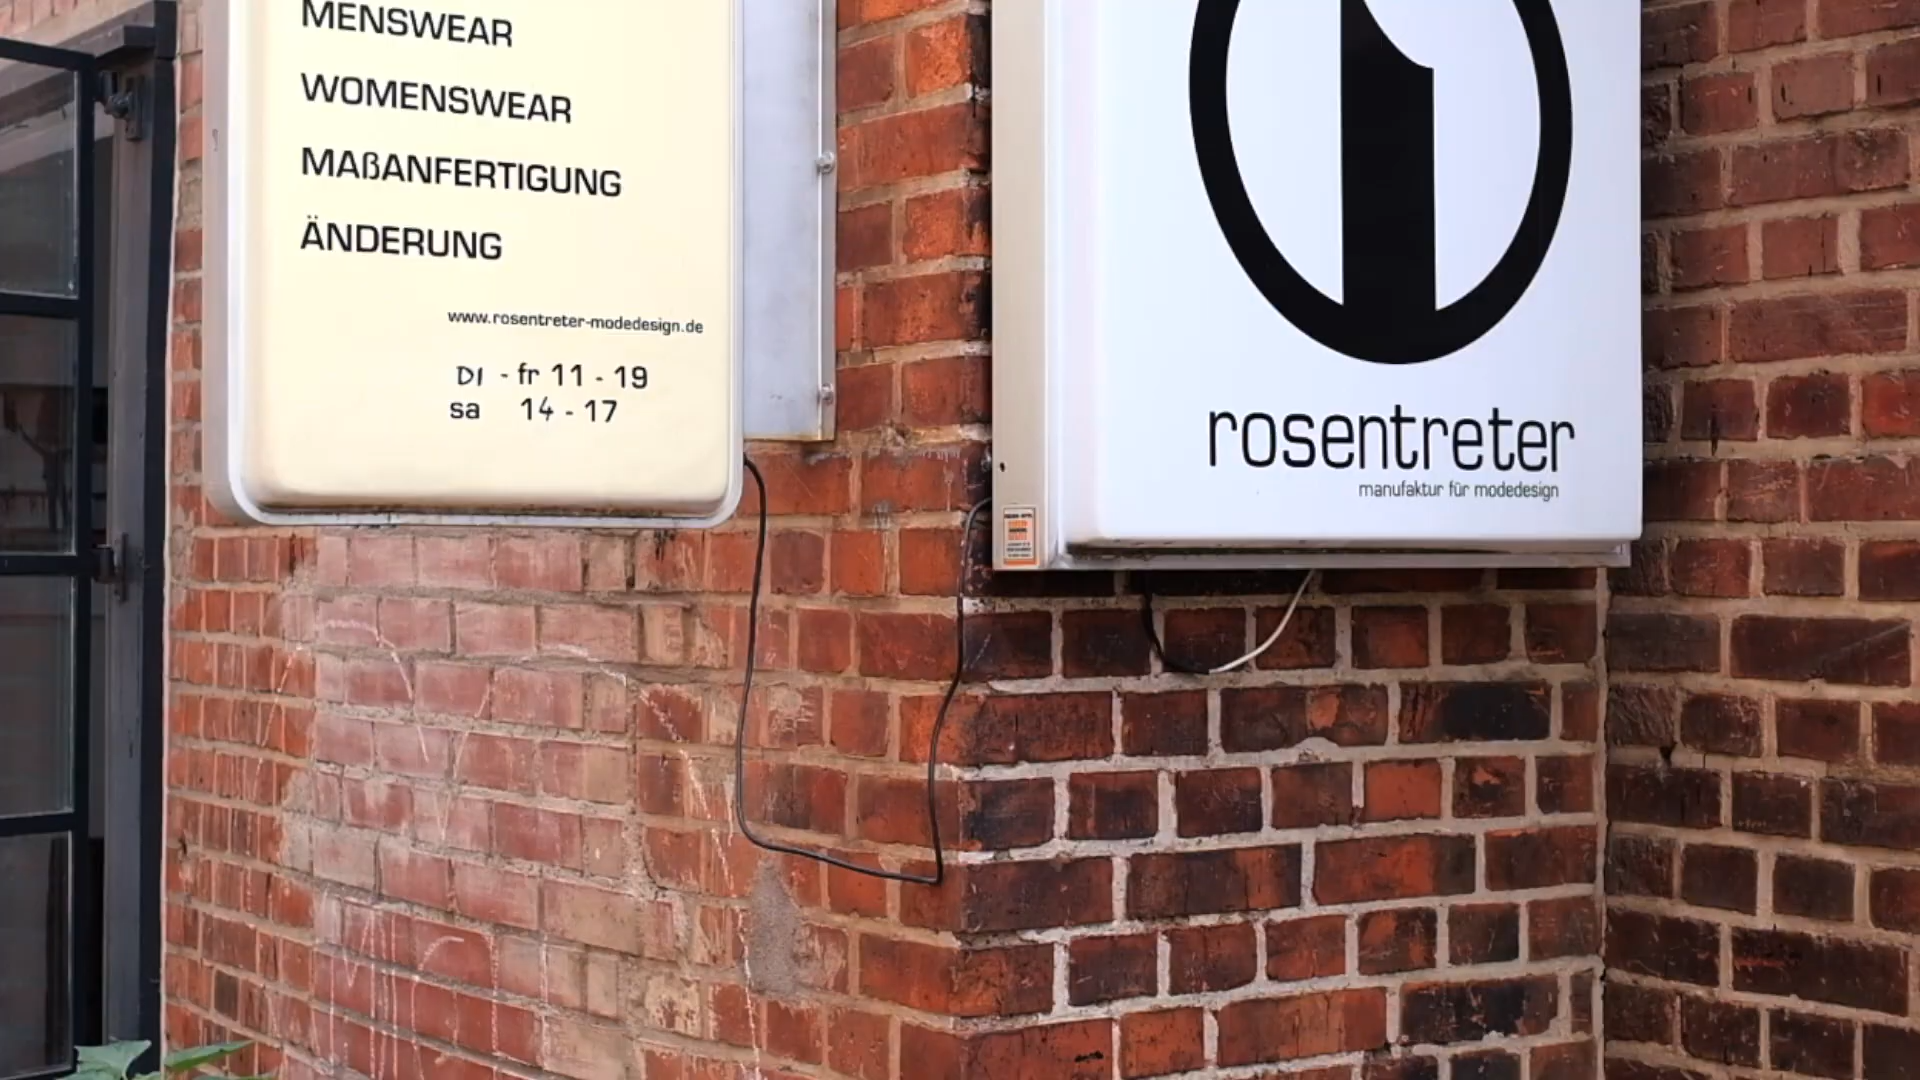 MENSWEAR
WOMENSWEAR
MAßANFERTIGUNG
ÄNDERUNG
www.rosentreter-modedesign.de
DI - fr 11 - 19
sa 14 - 17
rosentreter
manufaktur für modedesign